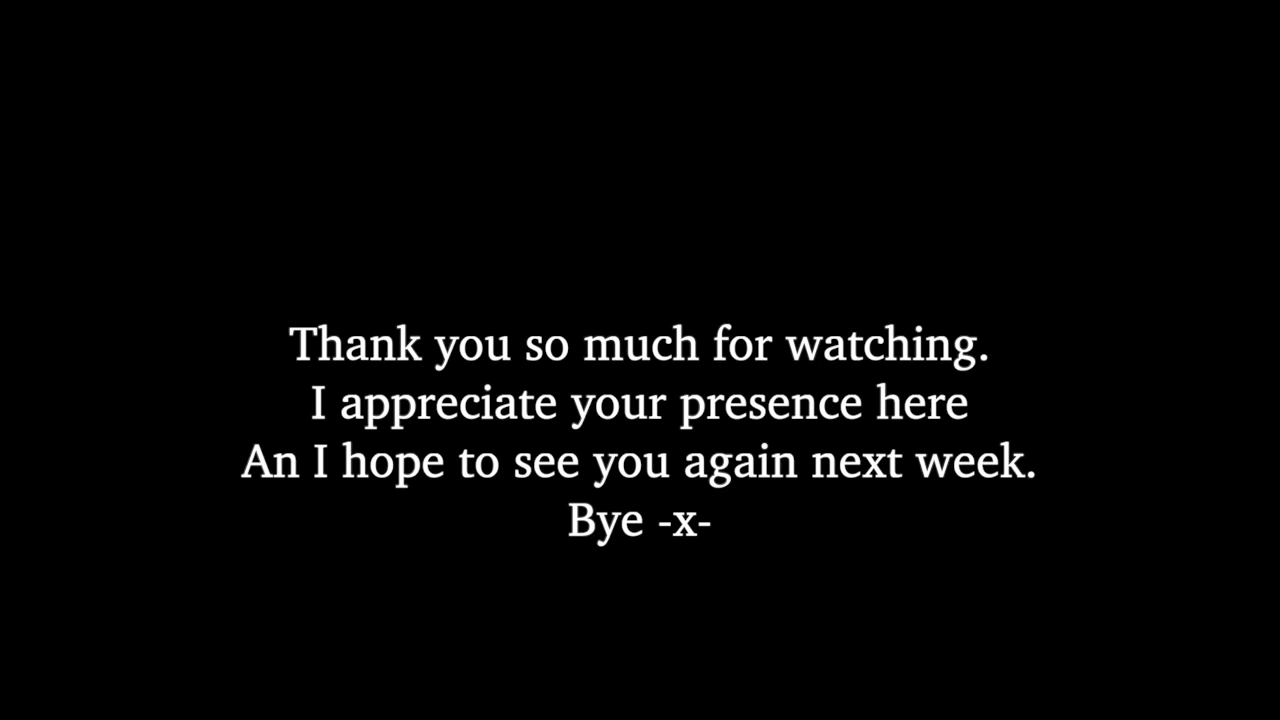 Thank you so much for watching.
I appreciate your presence here
An I hope to see you again next week.
Bye -x-